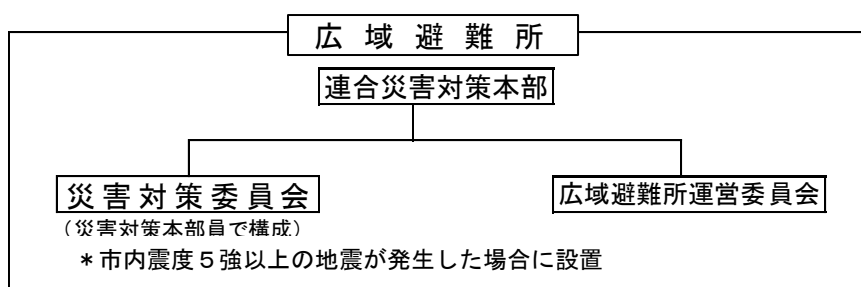 広域避難所
連合災害対策本部
災害対策委員会 広域避難所運営委員会
（災害対策本部員で構成）
＊市内震度５強以上の地震が発生した場合に設置